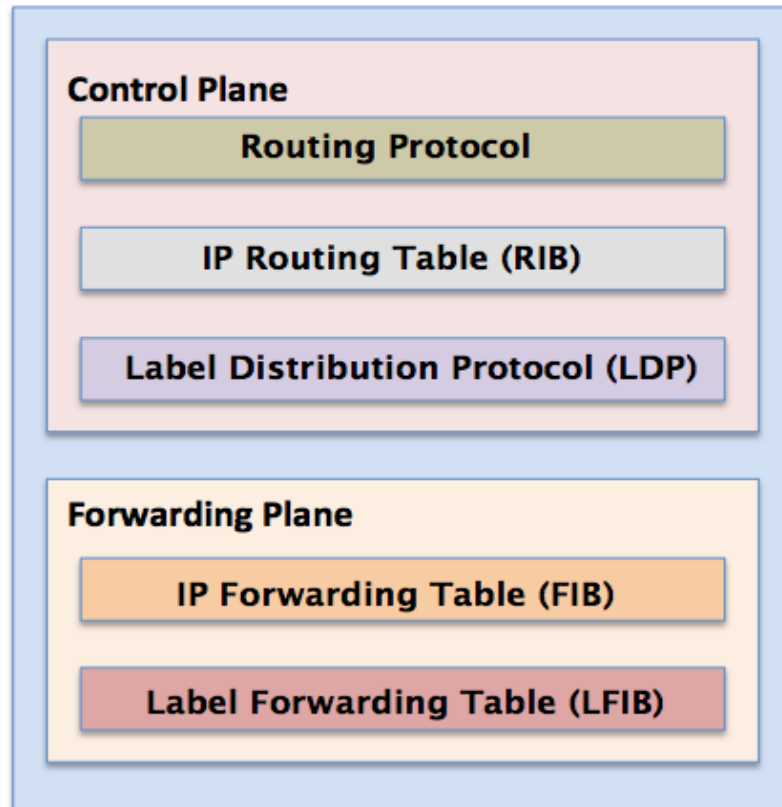 Control Plane
Routing Protocol
IP Routing Table (RIB)
Label Distribution Protocol (LDP)
Forwarding Plane
IP Forwarding Table (FIB)
Label Forwarding Table (LFIB)